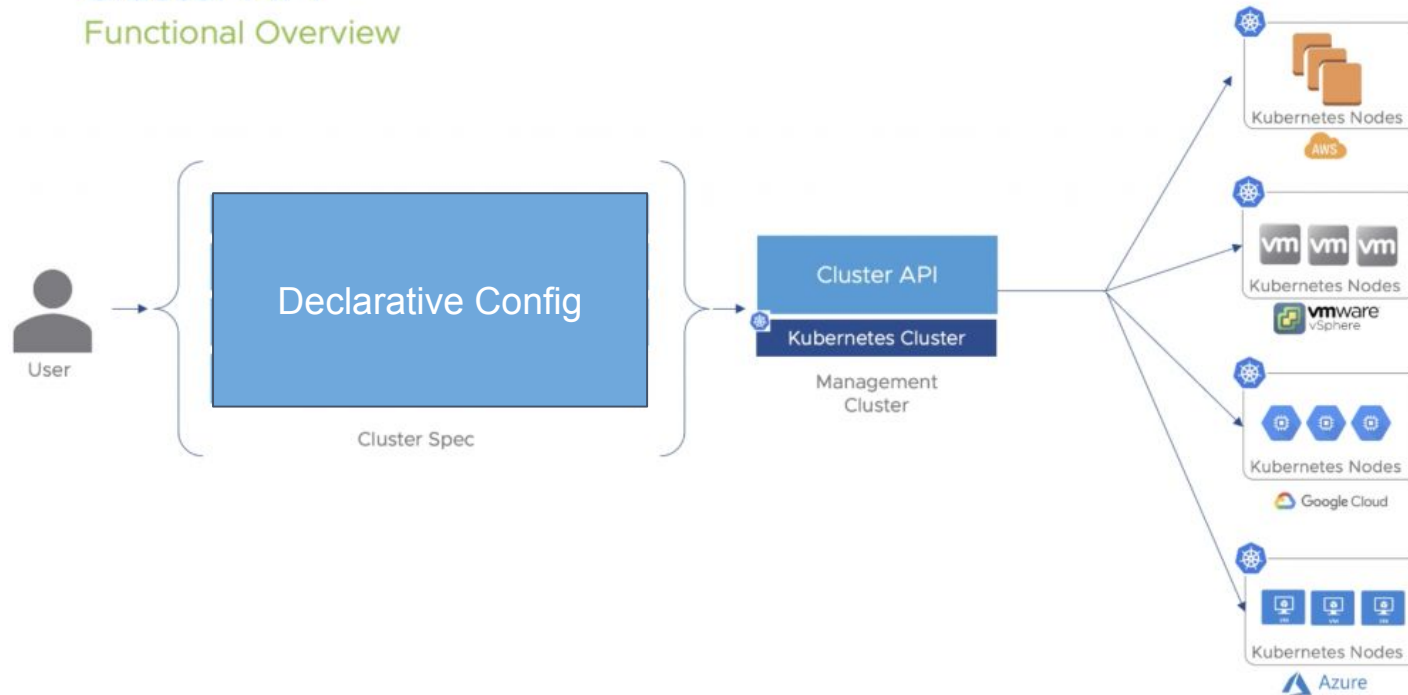 Functional Overview
User
Declarative Config
Cluster Spec
Cluster API
Kubernetes Cluster
Management
Cluster
Kubernetes Nodes
AWS
vm vm vm
Kubernetes Nodes
vmware
vSphere
Kubernetes Nodes
Google Cloud
Kubernetes Nodes
Azure